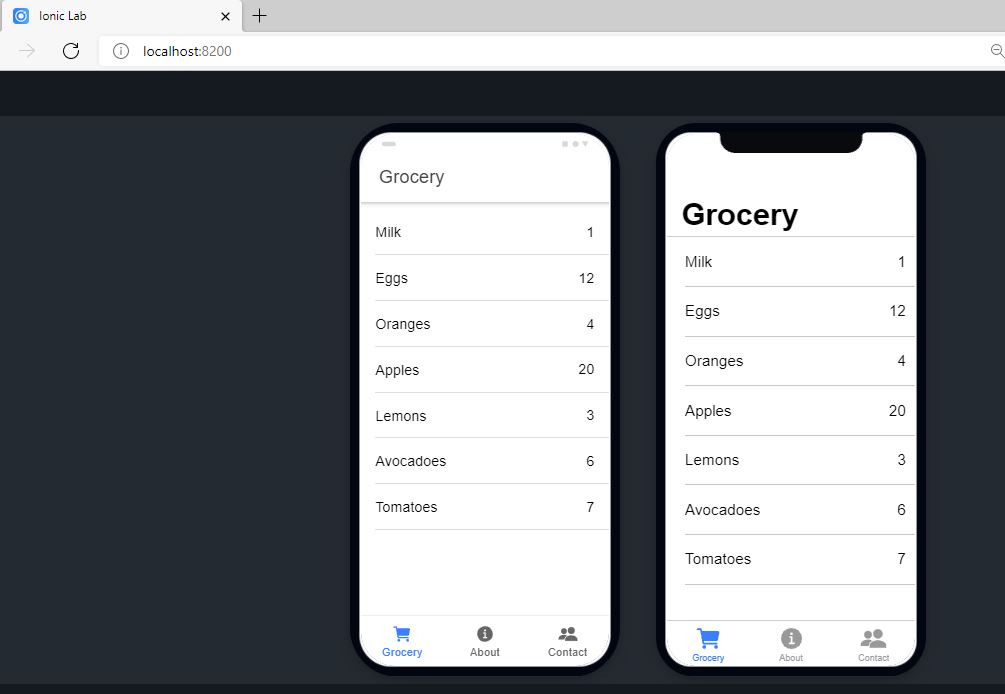 Ionic Lab
localhost:8200
Grocery
Milk 1
Eggs 12
Oranges 4
Apples 20
Lemons 3
Avocadoes 6
Tomatoes 7
Grocery About Contact
Grocery
Milk 1
Eggs 12
Oranges 4
Apples 20
Lemons 3
Avocadoes 6
Tomatoes 7
Grocery About Contact